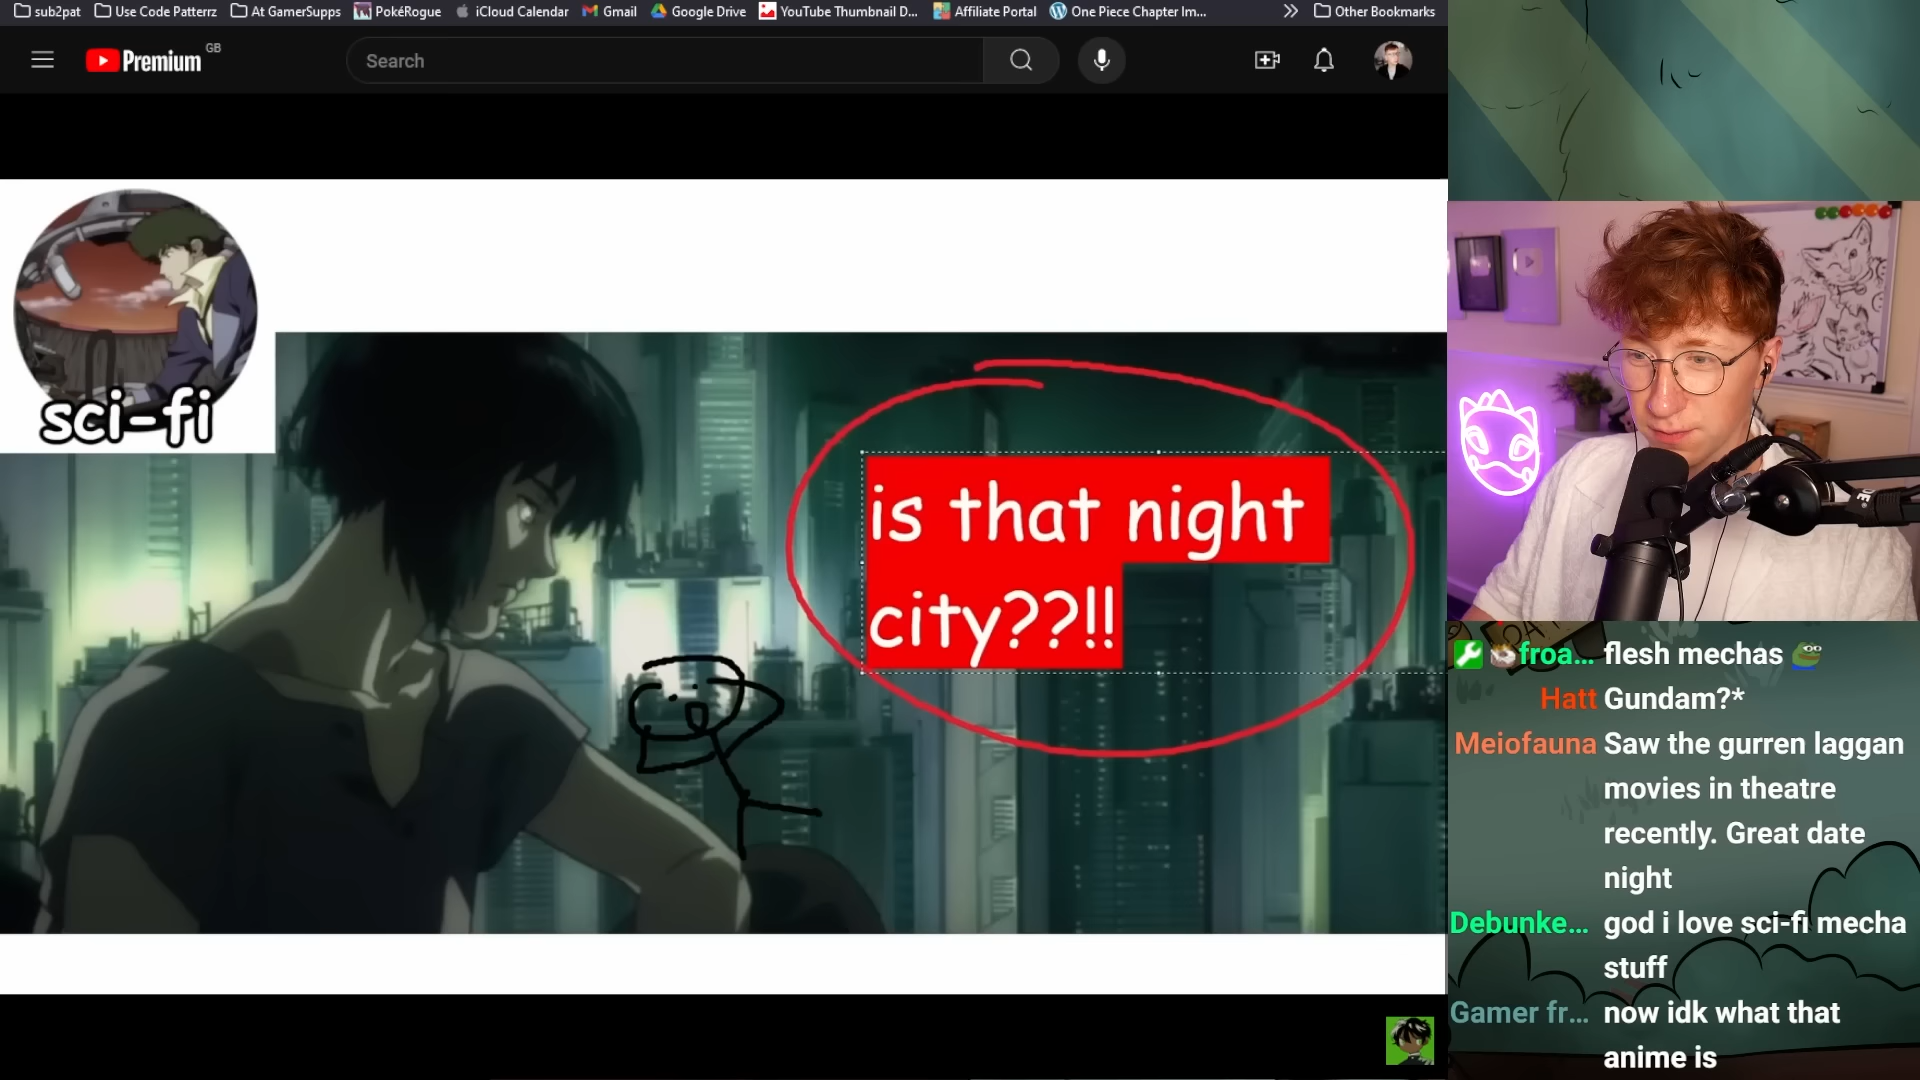 sub2pat
Use Code Patterrz
At GamerSupps
PokéRogue
iCloud Calendar
Gmail
Google Drive
YouTube Thumbnail D...
Affiliate Portal
One Piece Chapter Im...
Other Bookmarks
Premium
GB
Search
sci-fi
is that night
city??!!
froa... flesh mechas
Hatt Gundam?*
Meiofauna Saw the gurren laggan
movies in theatre
recently. Great date
night
Debunke... god i love sci-fi mecha
stuff
Gamer fr... now idk what that
anime is